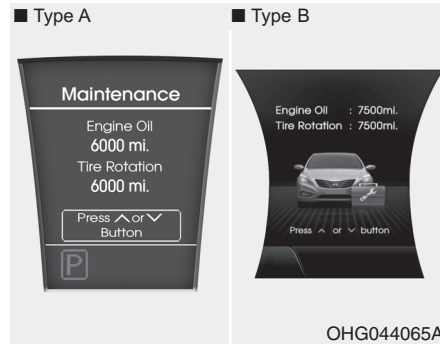 ■ Type A
Maintenance
Engine Oil
6000 mi.
Tire Rotation
6000 mi.
Press ∧ or ∨
Button
P
■ Type B
Engine Oil : 7500mi.
Tire Rotation : 7500mi.
Press ∧ or ∨ button
OHG044065A